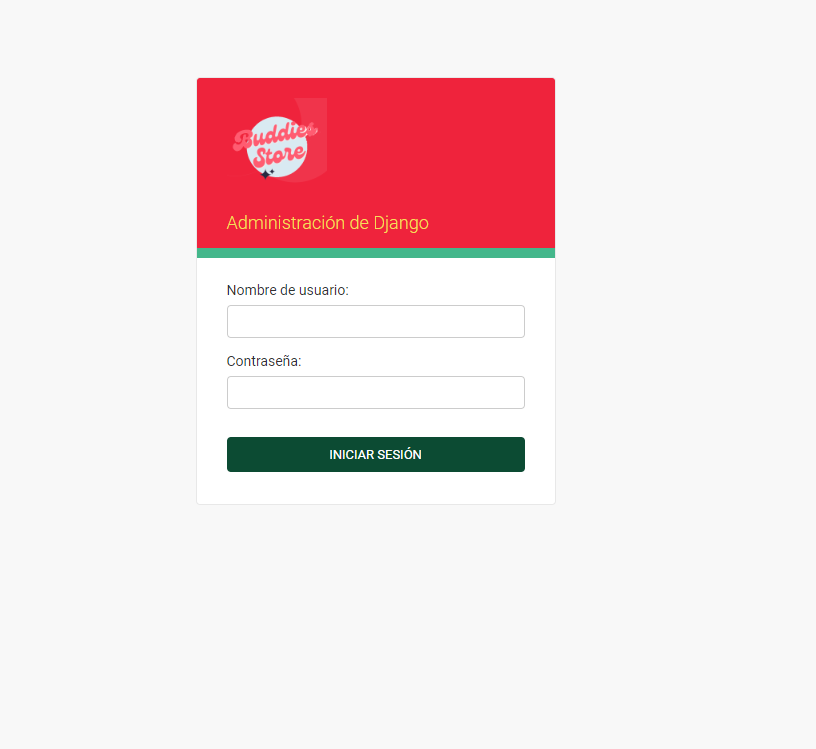 Buddies
Store
Administración de Django
Nombre de usuario:
Contraseña:
INICIAR SESIÓN